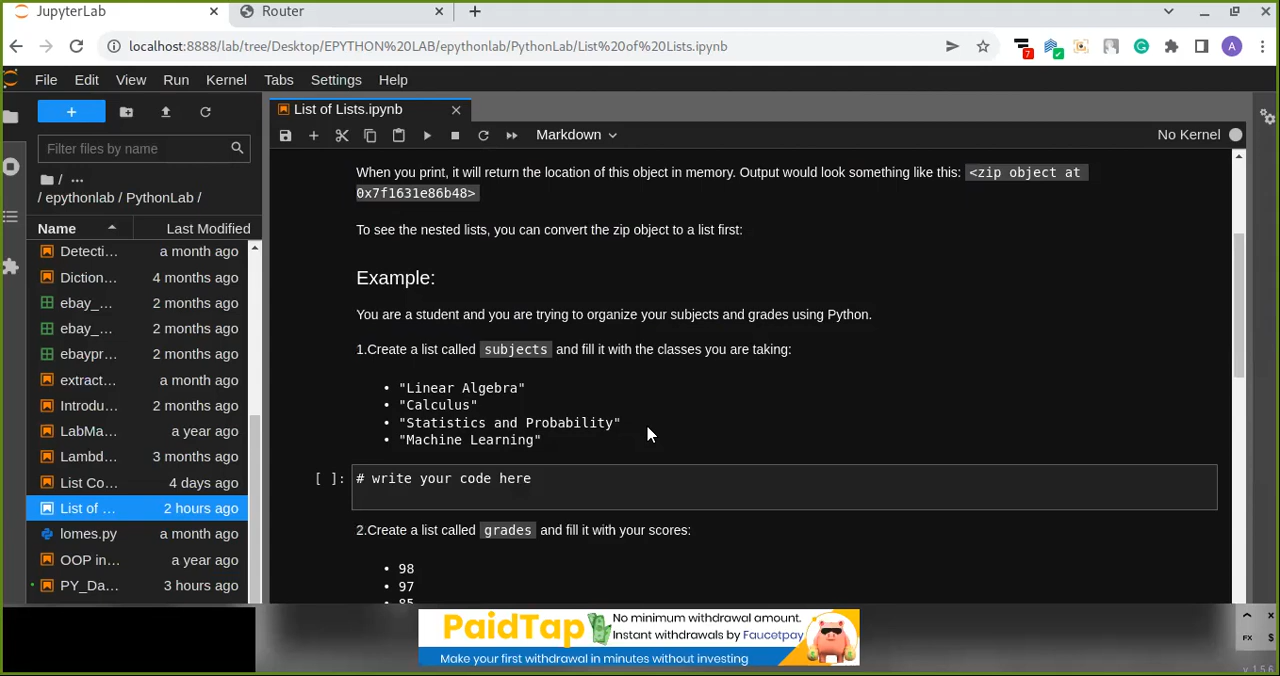 JupyterLab
Router
localhost:8888/lab/tree/Desktop/EPYTHON%20LAB/epythonlab/PythonLab/List%20of%20Lists.ipynb
7
A
File Edit View Run Kernel Tabs Settings Help
List of Lists.ipynb
Markdown
No Kernel
Filter files by name
/ ...
/ epythonlab / PythonLab /
Name Last Modified
Detecti... a month ago
Diction... 4 months ago
ebay_... 2 months ago
ebay_... 2 months ago
ebaypr... 2 months ago
extract... a month ago
Introdu... 2 months ago
LabMa... a year ago
Lambd... 3 months ago
List Co... 4 days ago
List of ... 2 hours ago
lomes.py a month ago
OOP in... a year ago
PY_Da... 3 hours ago
When you print, it will return the location of this object in memory. Output would look something like this: <zip object at
0x7f1631e86b48>
To see the nested lists, you can convert the zip object to a list first:
Example:
You are a student and you are trying to organize your subjects and grades using Python.
1.Create a list called subjects and fill it with the classes you are taking:
• "Linear Algebra"
• "Calculus"
• "Statistics and Probability"
• "Machine Learning"
[ ]: # write your code here
2.Create a list called grades and fill it with your scores:
• 98
• 97
• 85
PaidTap
No minimum withdrawal amount.
Instant withdrawals by Faucetpay
Make your first withdrawal in minutes without investing
FX $
v 1.5.6